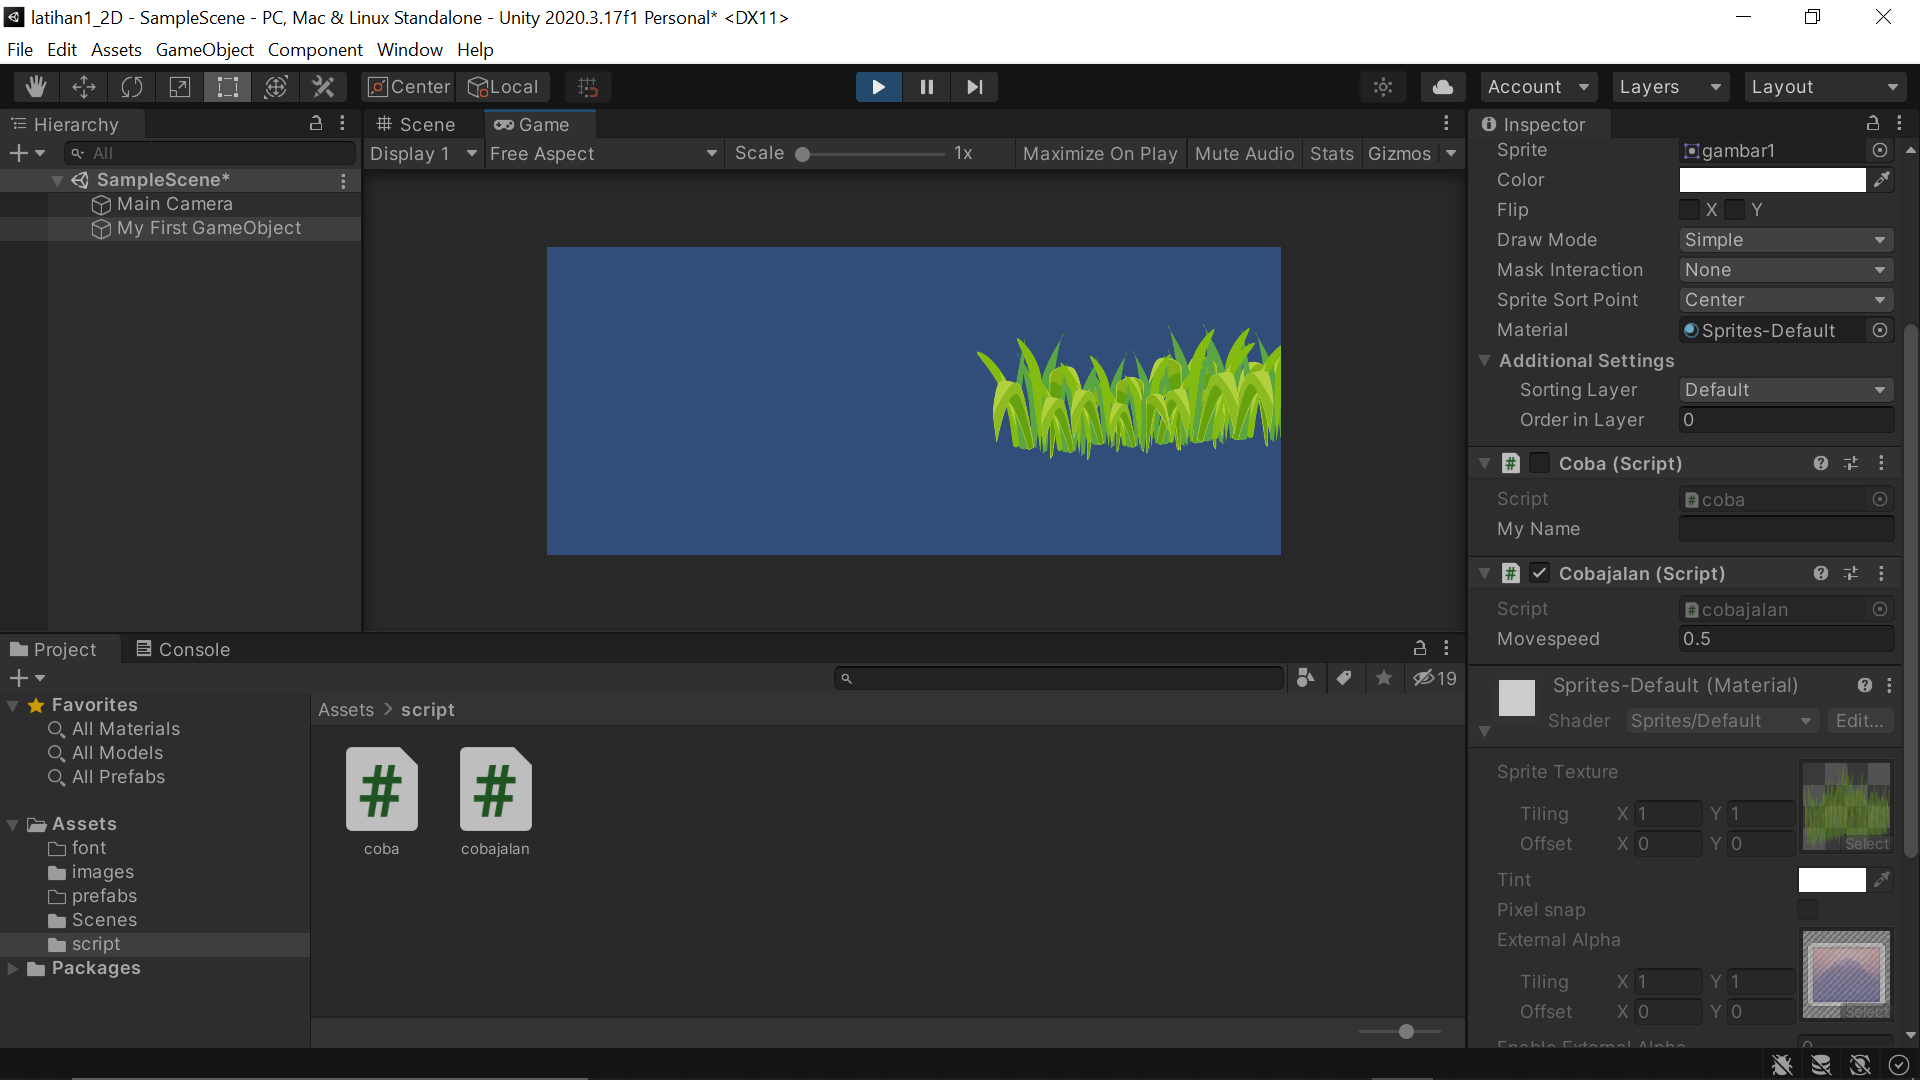 latihan1_2D - SampleScene - PC, Mac & Linux Standalone - Unity 2020.3.17f1 Personal* <DX11>
File Edit Assets GameObject Component Window Help
Center Local Account Layers Layout
Hierarchy
All
SampleScene*
Main Camera
My First GameObject
Scene Game
Display 1 Free Aspect Scale 1x Maximize On Play Mute Audio Stats Gizmos
Inspector
Sprite gambar1
Color
Flip X Y
Draw Mode Simple
Mask Interaction None
Sprite Sort Point Center
Material Sprites-Default
Additional Settings
Sorting Layer Default
Order in Layer 0
# Coba (Script)
Script coba
My Name
# Cobajalan (Script)
Script cobajalan
Movespeed 0.5
Sprites-Default (Material)
Shader Sprites/Default Edit...
Sprite Texture
Tiling X 1 Y 1
Offset X 0 Y 0
Select
Tint
Pixel snap
External Alpha
Tiling X 1 Y 1
Offset X 0 Y 0
Select
Enable External Alpha 0
Project Console
19
Favorites
All Materials
All Models
All Prefabs
Assets
font
images
prefabs
Scenes
script
Packages
Assets > script
# #
coba cobajalan